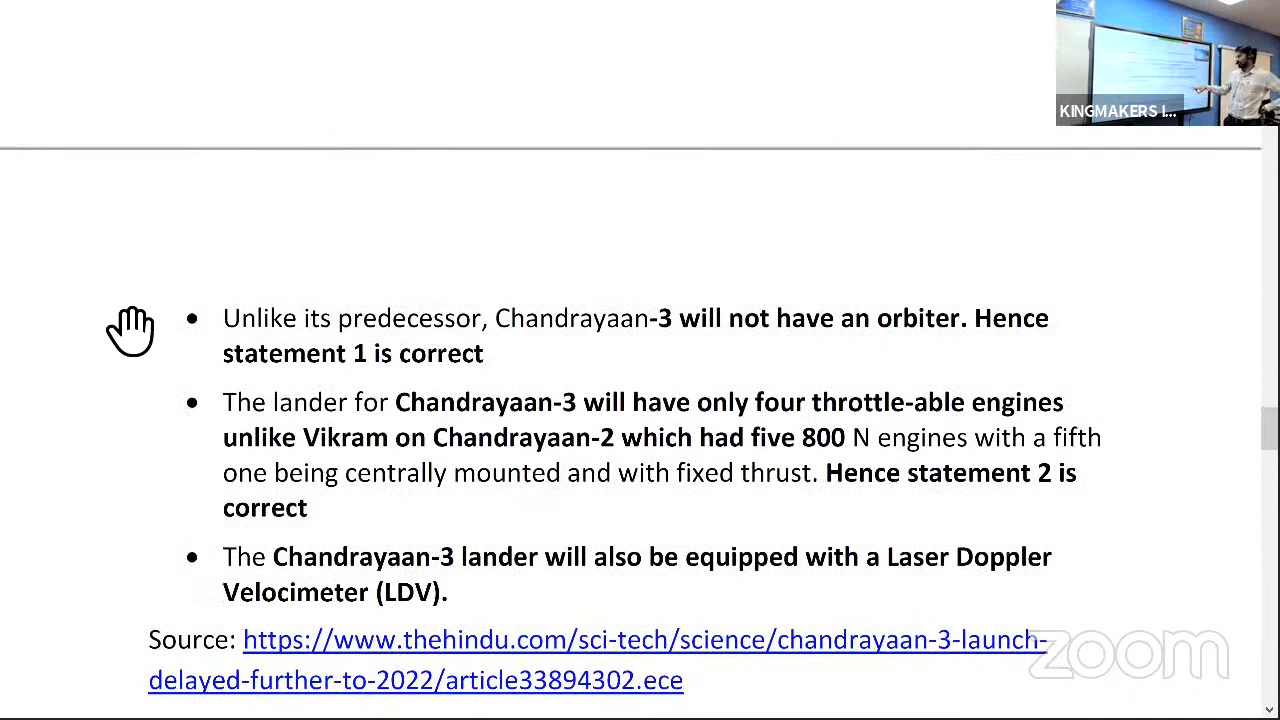 KINGMAKERS I...
Unlike its predecessor, Chandrayaan-3 will not have an orbiter. Hence
statement 1 is correct
The lander for Chandrayaan-3 will have only four throttle-able engines
unlike Vikram on Chandrayaan-2 which had five 800 N engines with a fifth
one being centrally mounted and with fixed thrust. Hence statement 2 is
correct
The Chandrayaan-3 lander will also be equipped with a Laser Doppler
Velocimeter (LDV).
Source: https://www.thehindu.com/sci-tech/science/chandrayaan-3-launch-
delayed-further-to-2022/article33894302.ece
zoom